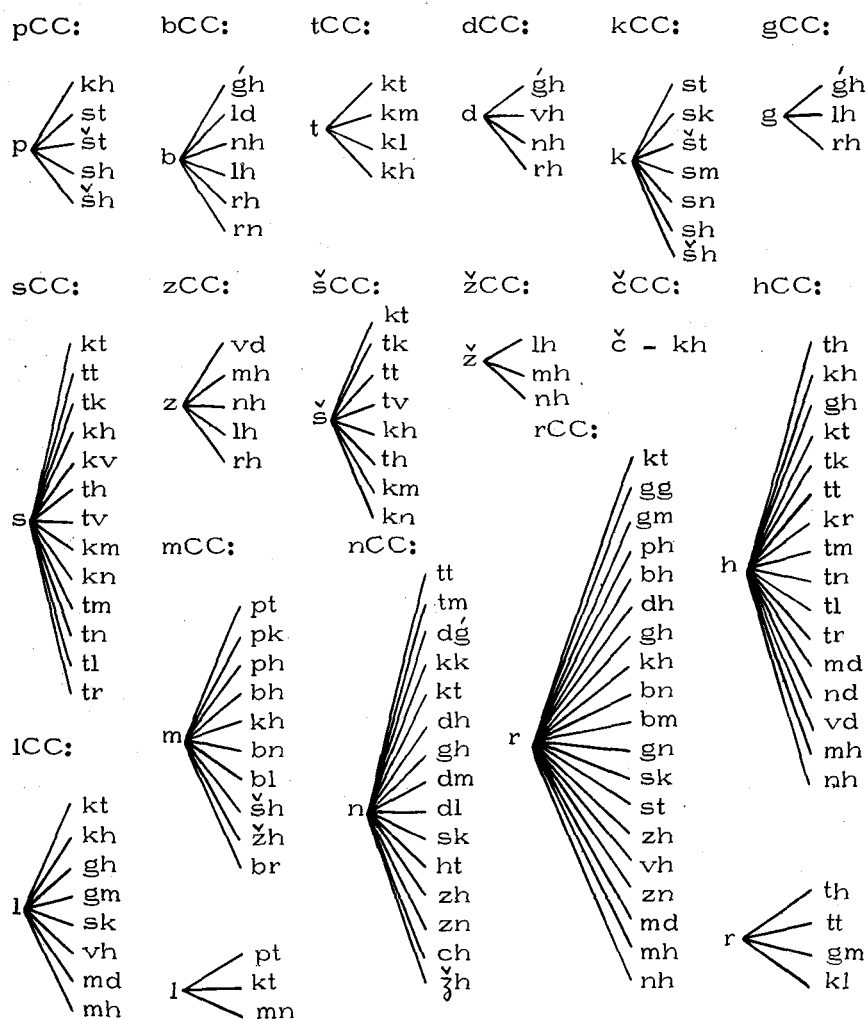 pCC: bCC: tCC: dCC: kCC: gCC:
p
kh
st
št
sh
šh
b
ǵh
ld
nh
lh
rh
rn
t
kt
km
kl
kh
d
ǵh
vh
nh
rh
k
st
sk
št
sm
sn
sh
šh
g
ǵh
lh
rh
sCC: zCC: šCC: žCC: čCC: hCC:
s
kt
tt
tk
kh
kv
th
tv
km
kn
tm
tn
tl
tr
z
vd
mh
nh
lh
rh
š
kt
tk
tt
tv
kh
th
km
kn
ž
lh
mh
nh
č – kh
h
th
kh
gh
kt
tk
tt
kr
tm
tn
tl
tr
md
nd
vd
mh
nh
rCC:
r
kt
gg
gm
ph
bh
dh
gh
kh
bn
bm
gn
sk
st
zh
vh
zn
md
mh
nh
mCC: nCC:
m
pt
pk
ph
bh
kh
bn
bl
šh
žh
br
n
tt
tm
dǵ
kk
kt
dh
gh
dm
dl
sk
ht
zh
zn
ch
ǯh
lCC:
l
kt
kh
gh
gm
sk
vh
md
mh
l
pt
kt
mn
r
th
tt
gm
kl